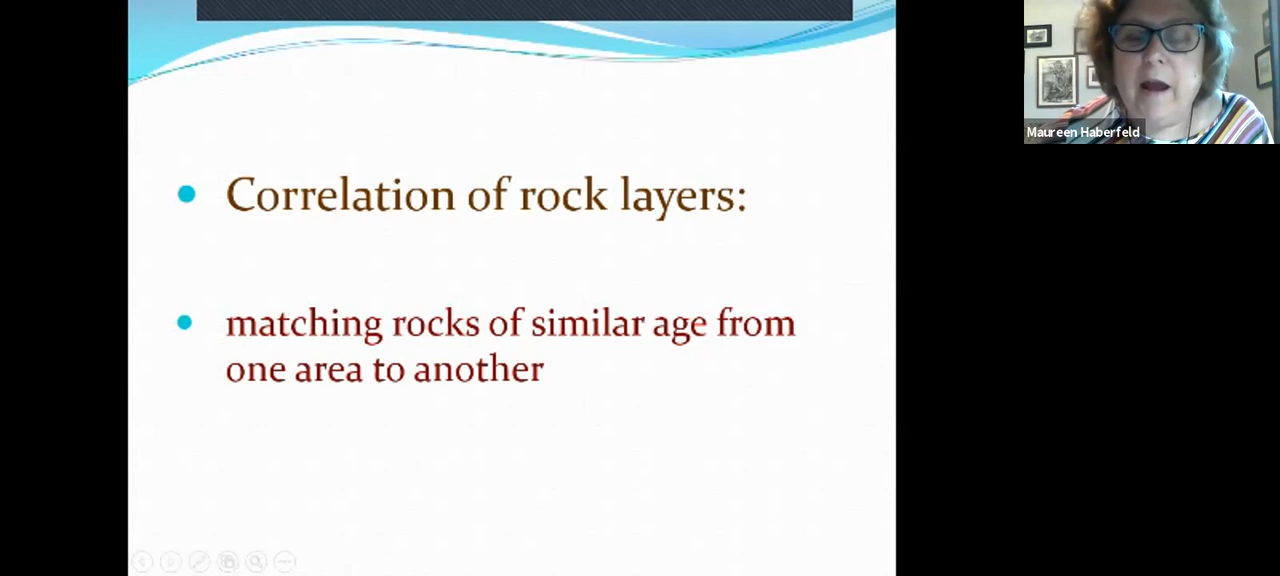 Correlation of rock layers:
matching rocks of similar age from
one area to another
Maureen Haberfeld